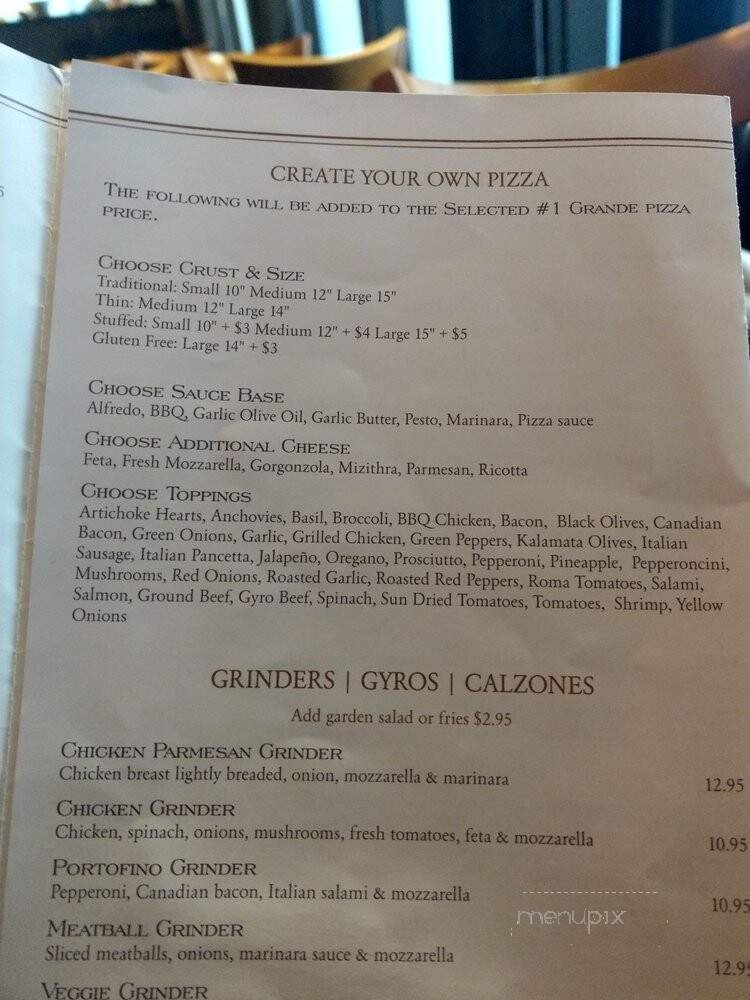 CREATE YOUR OWN PIZZA
THE FOLLOWING WILL BE ADDED TO THE SELECTED #1 GRANDE PIZZA
PRICE.
CHOOSE CRUST & SIZE
Traditional: Small 10" Medium 12" Large 15"
Thin: Medium 12" Large 14"
Stuffed: Small 10" + $3 Medium 12" + $4 Large 15" + $5
Gluten Free: Large 14" + $3
CHOOSE SAUCE BASE
Alfredo, BBQ, Garlic Olive Oil, Garlic Butter, Pesto, Marinara, Pizza sauce
CHOOSE ADDITIONAL CHEESE
Feta, Fresh Mozzarella, Gorgonzola, Mizithra, Parmesan, Ricotta
CHOOSE TOPPINGS
Artichoke Hearts, Anchovies, Basil, Broccoli, BBQ Chicken, Bacon, Black Olives, Canadian
Bacon, Green Onions, Garlic, Grilled Chicken, Green Peppers, Kalamata Olives, Italian
Sausage, Italian Pancetta, Jalapeño, Oregano, Prosciutto, Pepperoni, Pineapple, Pepperoncini,
Mushrooms, Red Onions, Roasted Garlic, Roasted Red Peppers, Roma Tomatoes, Salami,
Salmon, Ground Beef, Gyro Beef, Spinach, Sun Dried Tomatoes, Tomatoes, Shrimp, Yellow
Onions
GRINDERS | GYROS | CALZONES
Add garden salad or fries $2.95
CHICKEN PARMESAN GRINDER
Chicken breast lightly breaded, onion, mozzarella & marinara 12.95
CHICKEN GRINDER
Chicken, spinach, onions, mushrooms, fresh tomatoes, feta & mozzarella 10.95
PORTOFINO GRINDER
Pepperoni, Canadian bacon, Italian salami & mozzarella 10.95
MEATBALL GRINDER
Sliced meatballs, onions, marinara sauce & mozzarella 12.95
VEGGIE GRINDER
menupix